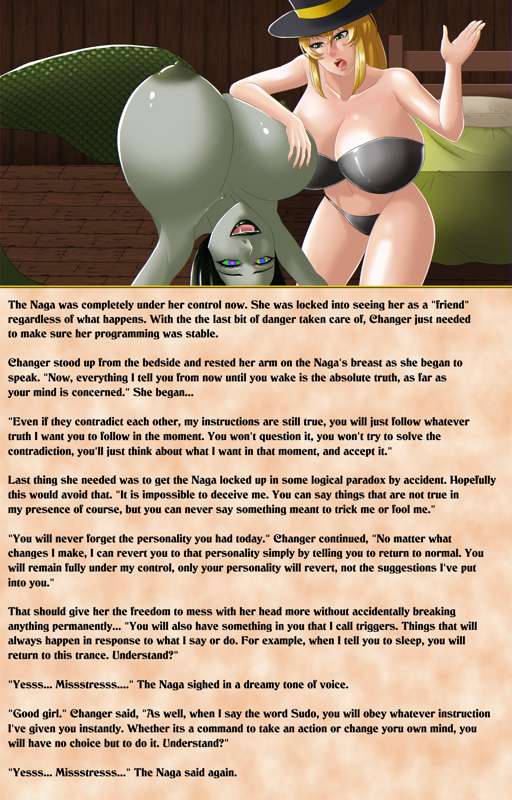 The Naga was completely under her control now. She was locked into seeing her as a "friend"
regardless of what happens. With the the last bit of danger taken care of, Changer just needed
to make sure her programming was stable.

Changer stood up from the bedside and rested her arm on the Naga's breast as she began to
speak. "Now, everything I tell you from now until you wake is the absolute truth, as far as
your mind is concerned." She began...

"Even if they contradict each other, my instructions are still true, you will just follow whatever
truth I want you to follow in the moment. You won't question it, you won't try to solve the
contradiction, you'll just think about what I want in that moment, and accept it."

Last thing she needed was to get the Naga locked up in some logical paradox by accident. Hopefully
this would avoid that. "It is impossible to deceive me. You can say things that are not true in
my presence of course, but you can never say something meant to trick me or fool me."

"You will never forget the personality you had today." Changer continued, "No matter what
changes I make, I can revert you to that personality simply by telling you to return to normal. You
will remain fully under my control, only your personality will revert, not the suggestions I've put
into you."

That should give her the freedom to mess with her head more without accidentally breaking
anything permanently... "You will also have something in you that I call triggers. Things that will
always happen in response to what I say or do. For example, when I tell you to sleep, you will
return to this trance. Understand?"

"Yesss... Missstresss...." The Naga sighed in a dreamy tone of voice.

"Good girl." Changer said, "As well, when I say the word Sudo, you will obey whatever instruction
I've given you instantly. Whether its a command to take an action or change yoru own mind, you
will have no choice but to do it. Understand?"

"Yesss... Missstresss..." The Naga said again.